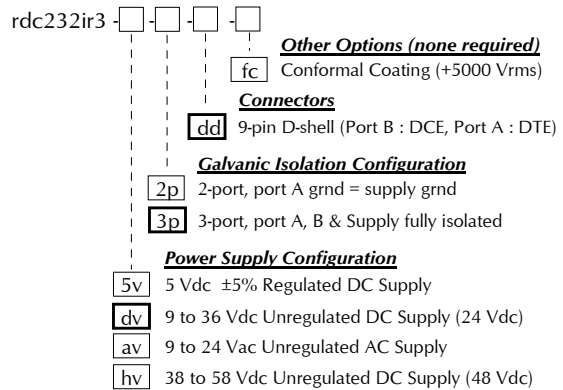 rdc232ir3 - - - -
Other Options (none required)
fc Conformal Coating (+5000 Vrms)
Connectors
dd 9-pin D-shell (Port B : DCE, Port A : DTE)
Galvanic Isolation Configuration
2p 2-port, port A grnd = supply grnd
3p 3-port, port A, B & Supply fully isolated
Power Supply Configuration
5v 5 Vdc ±5% Regulated DC Supply
dv 9 to 36 Vdc Unregulated DC Supply (24 Vdc)
av 9 to 24 Vac Unregulated AC Supply
hv 38 to 58 Vdc Unregulated DC Supply (48 Vdc)